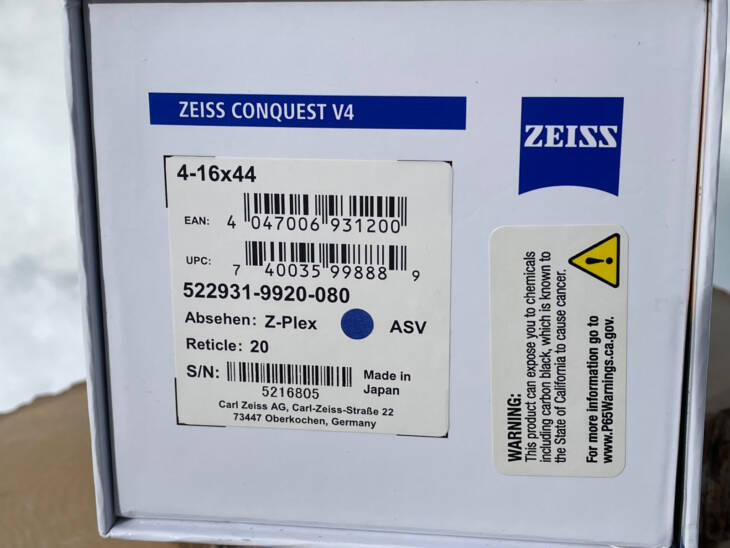 ZEISS CONQUEST V4
ZEISS
4-16x44
EAN: 4 047006 931200
UPC: 7 40035 99888 9
522931-9920-080
Absehen: Z-Plex ASV
Reticle: 20
S/N:
5216805
Made in
Japan
Carl Zeiss AG, Carl-Zeiss-Straße 22
73447 Oberkochen, Germany
WARNING:
This product can expose you to chemicals
including carbon black, which is known to
the State of California to cause cancer.
For more information go to
www.P65Warnings.ca.gov.